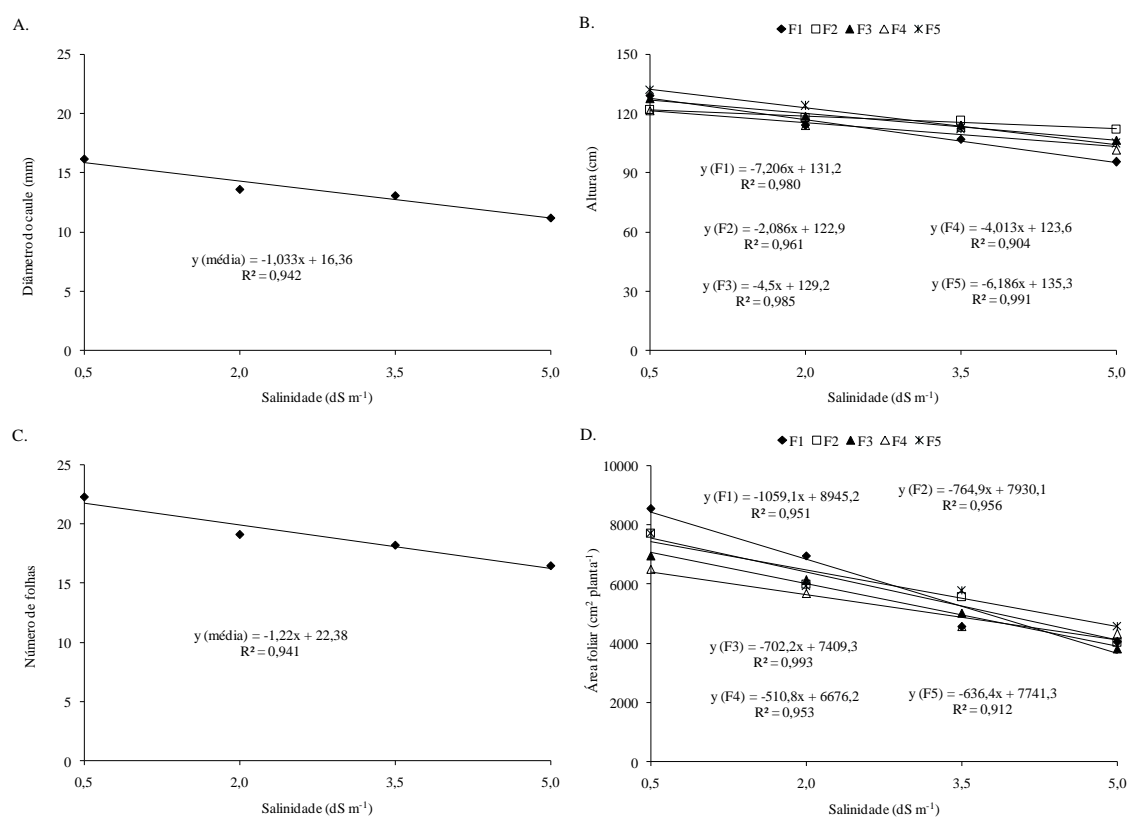 A.
25
20
15
10
5
0
Diâmetro do caule (mm)
y (média) = -1,033x + 16,36
R² = 0,942
0,5 2,0 3,5 5,0
Salinidade (dS m⁻¹)
B.
F1 F2 F3 F4 F5
150
120
90
60
30
0
Altura (cm)
y (F1) = -7,206x + 131,2
R² = 0,980
y (F2) = -2,086x + 122,9
R² = 0,961
y (F4) = -4,013x + 123,6
R² = 0,904
y (F3) = -4,5x + 129,2
R² = 0,985
y (F5) = -6,186x + 135,3
R² = 0,991
0,5 2,0 3,5 5,0
Salinidade (dS m⁻¹)
C.
25
20
15
10
5
0
Número de folhas
y (média) = -1,22x + 22,38
R² = 0,941
0,5 2,0 3,5 5,0
Salinidade (dS m⁻¹)
D.
F1 F2 F3 F4 F5
10000
8000
6000
4000
2000
0
Área foliar (cm² planta⁻¹)
y (F1) = -1059,1x + 8945,2
R² = 0,951
y (F2) = -764,9x + 7930,1
R² = 0,956
y (F3) = -702,2x + 7409,3
R² = 0,993
y (F4) = -510,8x + 6676,2
R² = 0,953
y (F5) = -636,4x + 7741,3
R² = 0,912
0,5 2,0 3,5 5,0
Salinidade (dS m⁻¹)